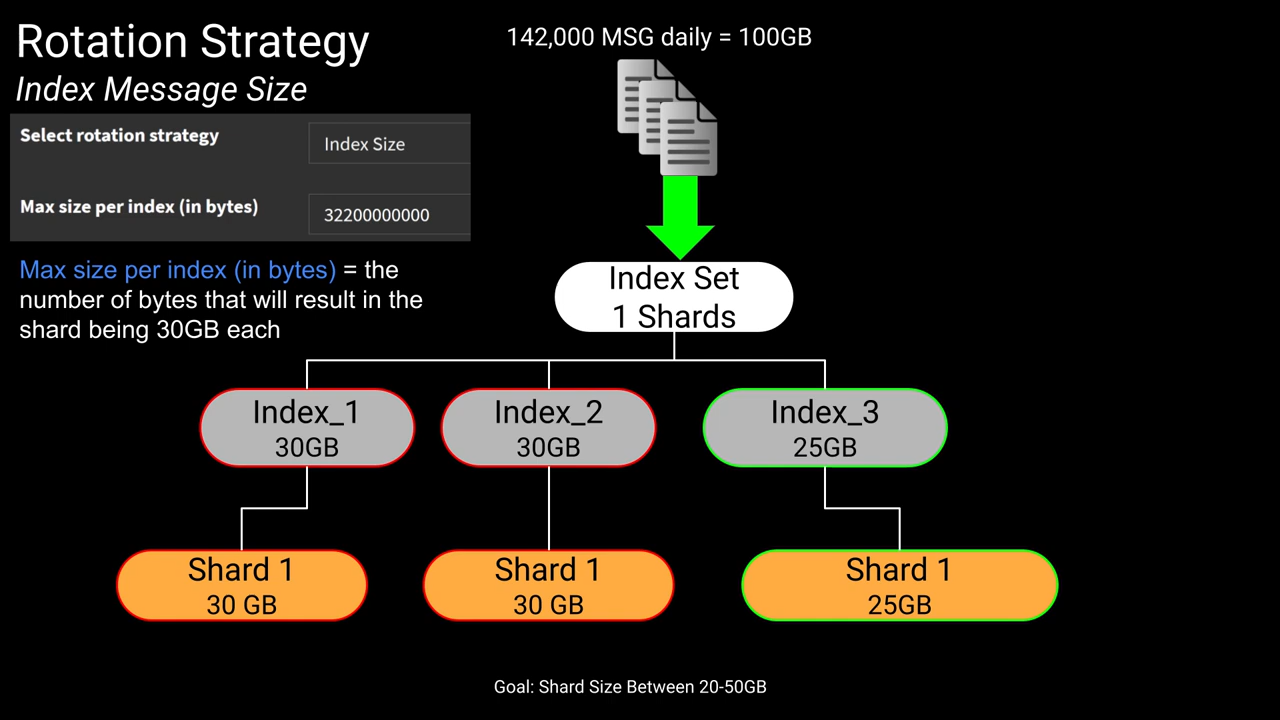 Rotation Strategy
Index Message Size
142,000 MSG daily = 100GB
Select rotation strategy
Index Size
Max size per index (in bytes)
32200000000
Max size per index (in bytes) = the
number of bytes that will result in the
shard being 30GB each
Index Set
1 Shards
Index_1
30GB
Index_2
30GB
Index_3
25GB
Shard 1
30 GB
Shard 1
30 GB
Shard 1
25GB
Goal: Shard Size Between 20-50GB